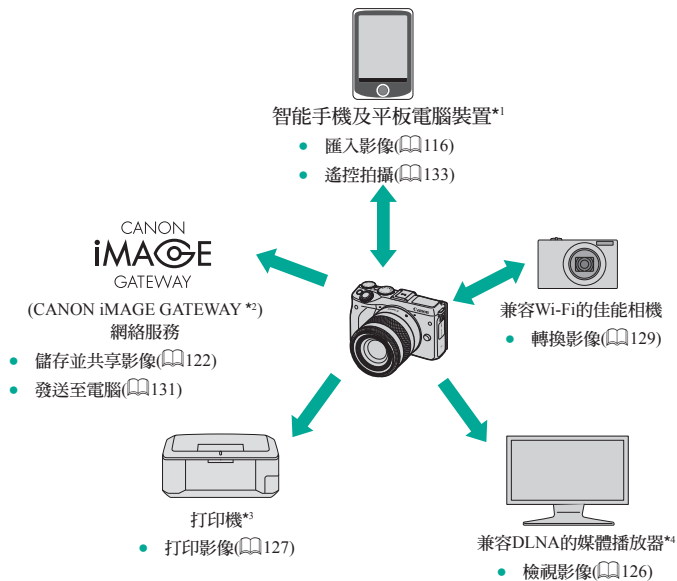 智能手機及平板電腦裝置*1
• 匯入影像(116)
• 遙控拍攝(133)
CANON
iMAGE
GATEWAY
(CANON iMAGE GATEWAY *2)
網絡服務
• 儲存並共享影像(122)
• 發送至電腦(131)
Canon
兼容Wi-Fi的佳能相機
• 轉換影像(129)
打印機*3
• 打印影像(127)
兼容DLNA的媒體播放器*4
• 檢視影像(126)